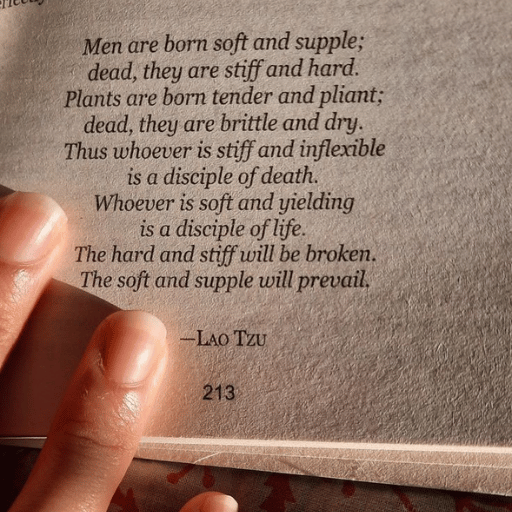 Men are born soft and supple;
dead, they are stiff and hard.
Plants are born tender and pliant;
dead, they are brittle and dry.
Thus whoever is stiff and inflexible
is a disciple of death.
Whoever is soft and yielding
is a disciple of life.
The hard and stiff will be broken.
The soft and supple will prevail.
—LAO TZU
213